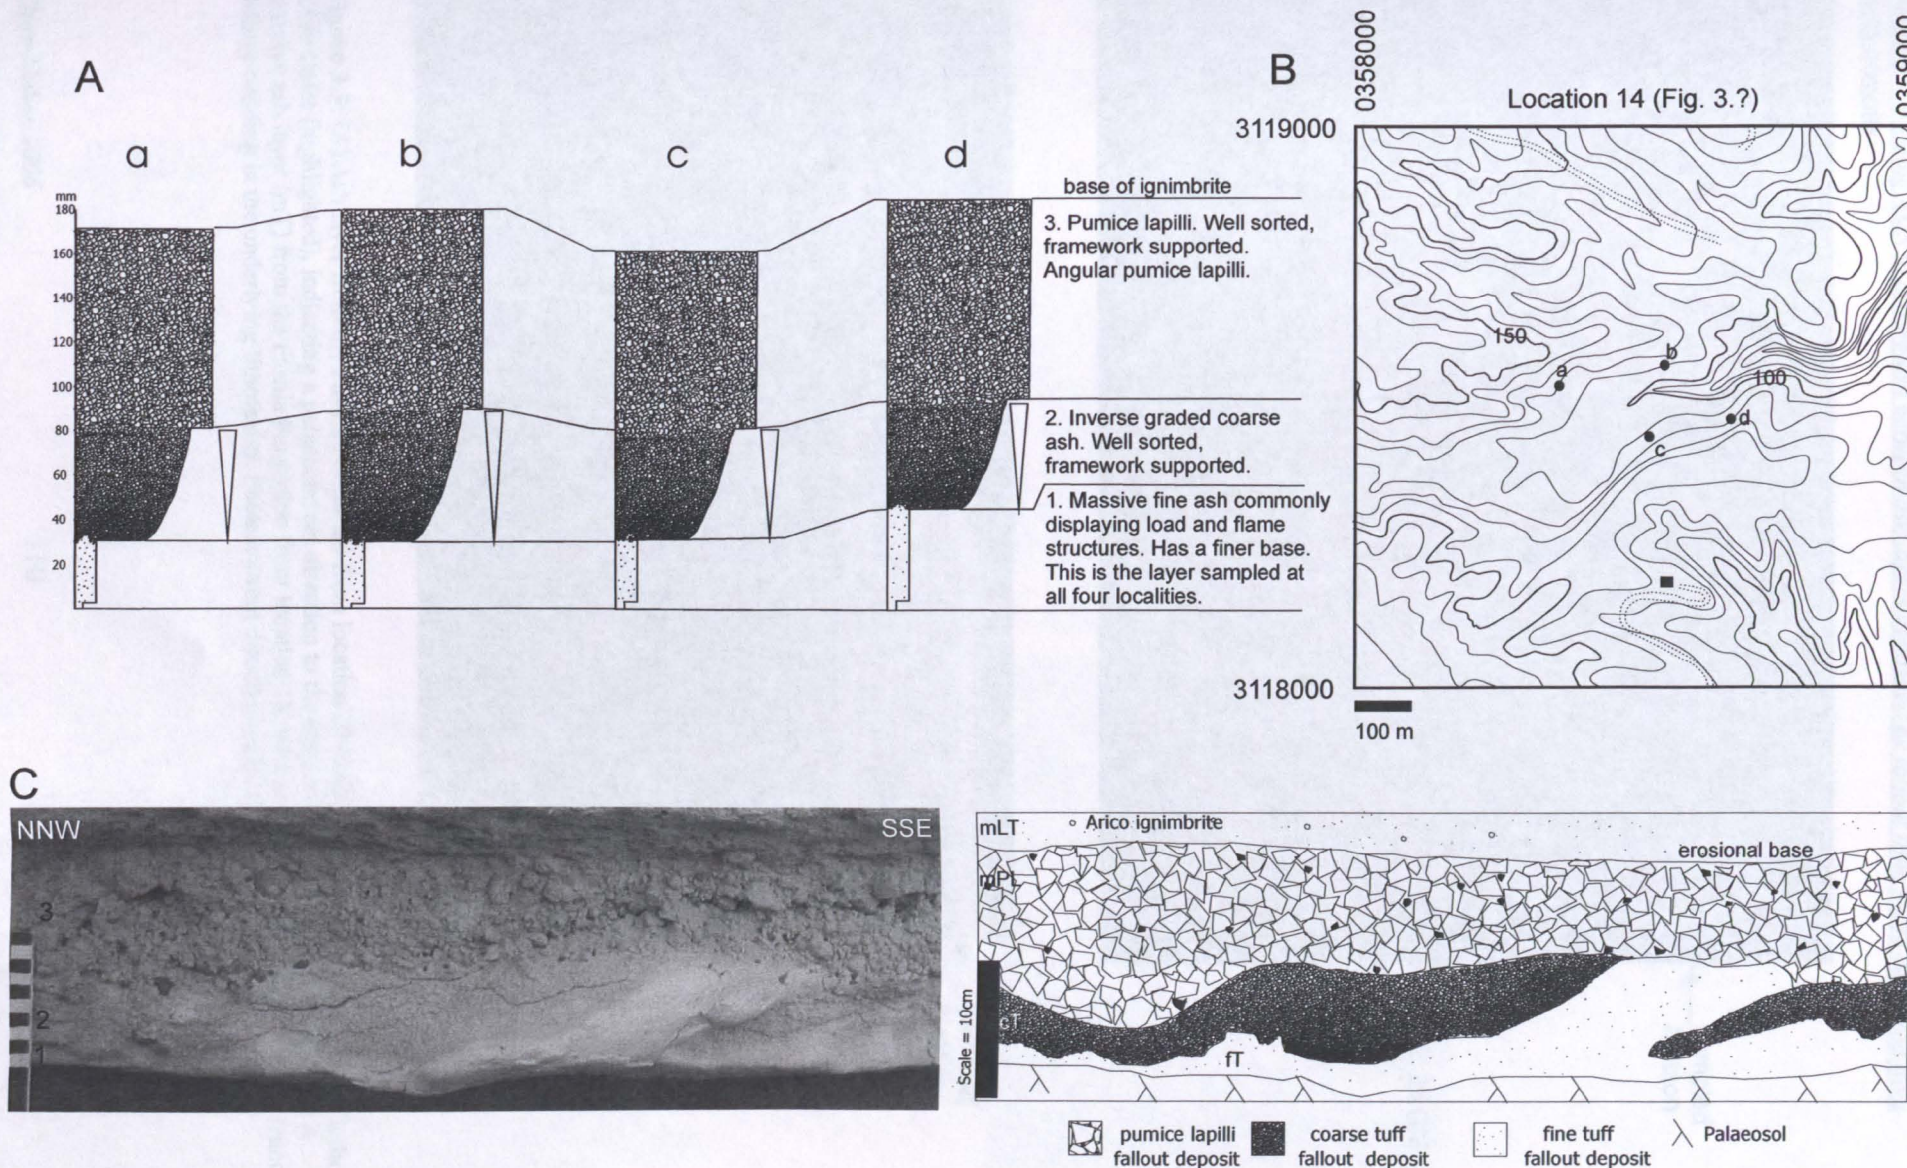 A
a
b
c
d
mm
180
160
140
120
100
80
60
40
20
base of ignimbrite
3. Pumice lapilli. Well sorted,
framework supported.
Angular pumice lapilli.
2. Inverse graded coarse
ash. Well sorted,
framework supported.
1. Massive fine ash commonly
displaying load and flame
structures. Has a finer base.
This is the layer sampled at
all four localities.
B
0358000
0359000
Location 14 (Fig. 3.?)
3119000
150
a
b
100
d
c
3118000
100 m
C
NNW
SSE
3
2
1
mLT
Arico ignimbrite
erosional base
mPL
cT
fT
Scale = 10cm
pumice lapilli
fallout deposit
coarse tuff
fallout deposit
fine tuff
fallout deposit
Palaeosol